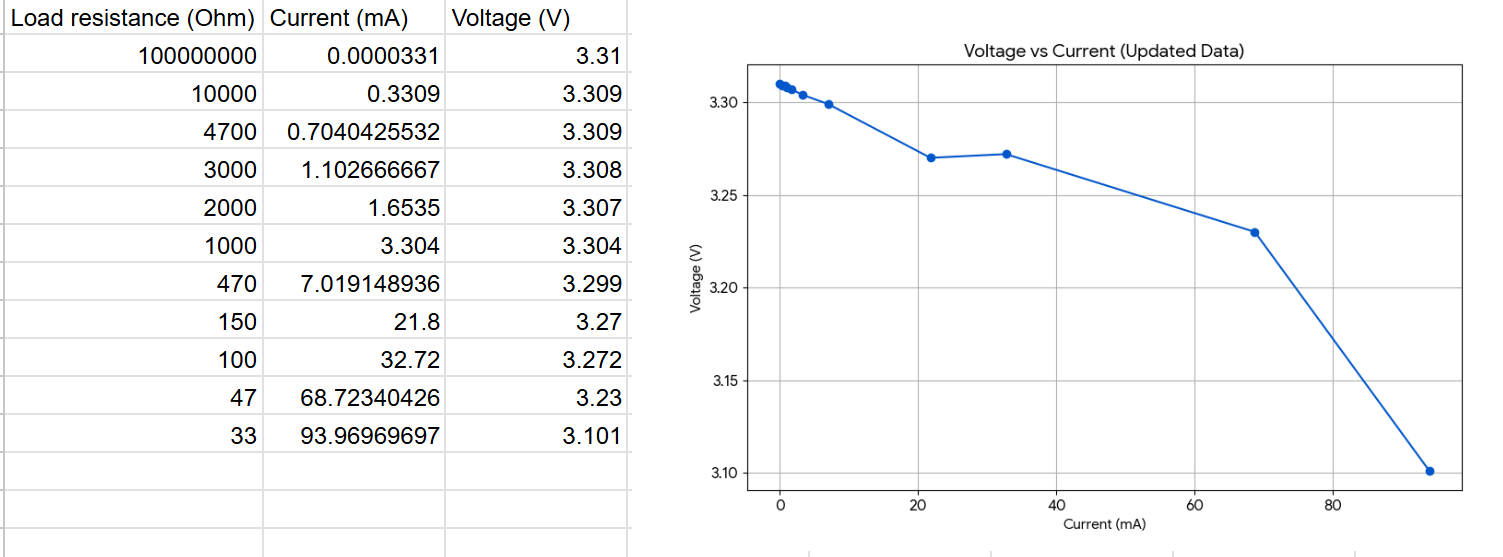 Load resistance (Ohm) Current (mA) Voltage (V)
100000000 0.0000331 3.31
10000 0.3309 3.309
4700 0.7040425532 3.309
3000 1.102666667 3.308
2000 1.6535 3.307
1000 3.304 3.304
470 7.019148936 3.299
150 21.8 3.27
100 32.72 3.272
47 68.72340426 3.23
33 93.96969697 3.101
Voltage vs Current (Updated Data)
Voltage (V)
3.30
3.25
3.20
3.15
3.10
0 20 40 60 80
Current (mA)